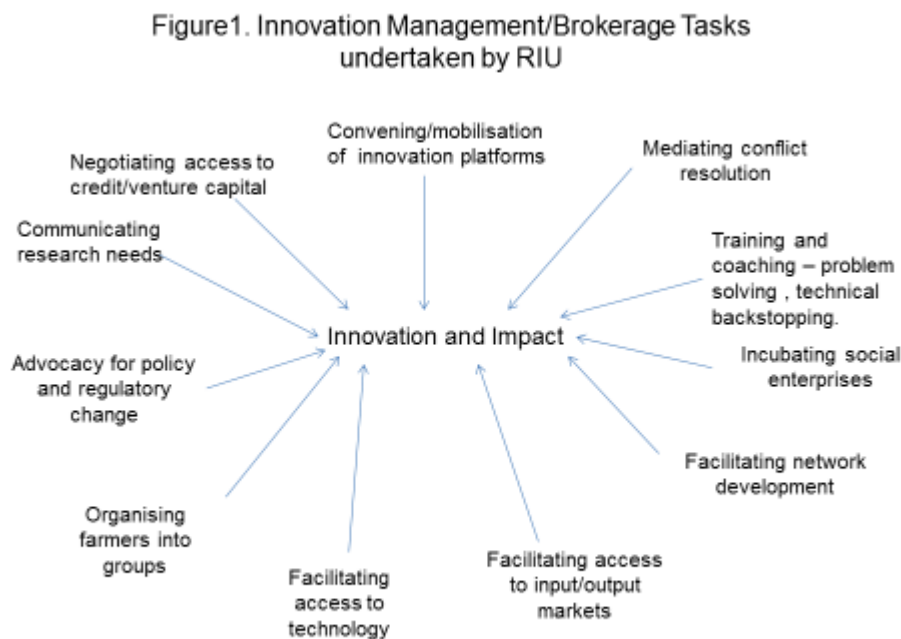 Figure1. Innovation Management/Brokerage Tasks
undertaken by RIU
Convening/mobilisation
of innovation platforms
Negotiating access to
credit/venture capital
Mediating conflict
resolution
Communicating
research needs
Training and
coaching – problem
solving , technical
backstopping.
Innovation and Impact
Advocacy for policy
and regulatory
change
Incubating social
enterprises
Facilitating network
development
Organising
farmers into
groups
Facilitating
access to
technology
Facilitating access
to input/output
markets